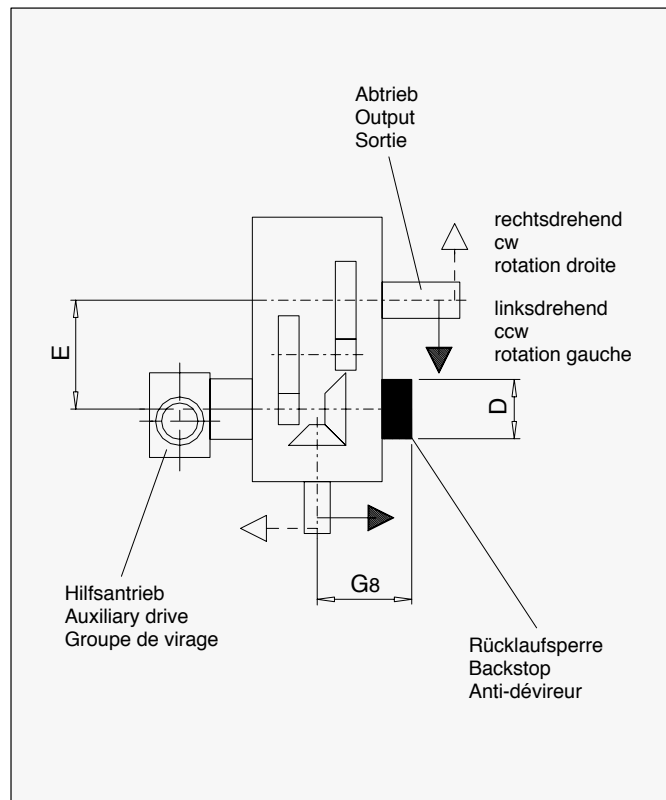 Abtrieb
Output
Sortie
rechtsdrehend
cw
rotation droite
linksdrehend
ccw
rotation gauche
E
D
G8
Hilfsantrieb
Auxiliary drive
Groupe de virage
Rücklaufsperre
Backstop
Anti-dévireur